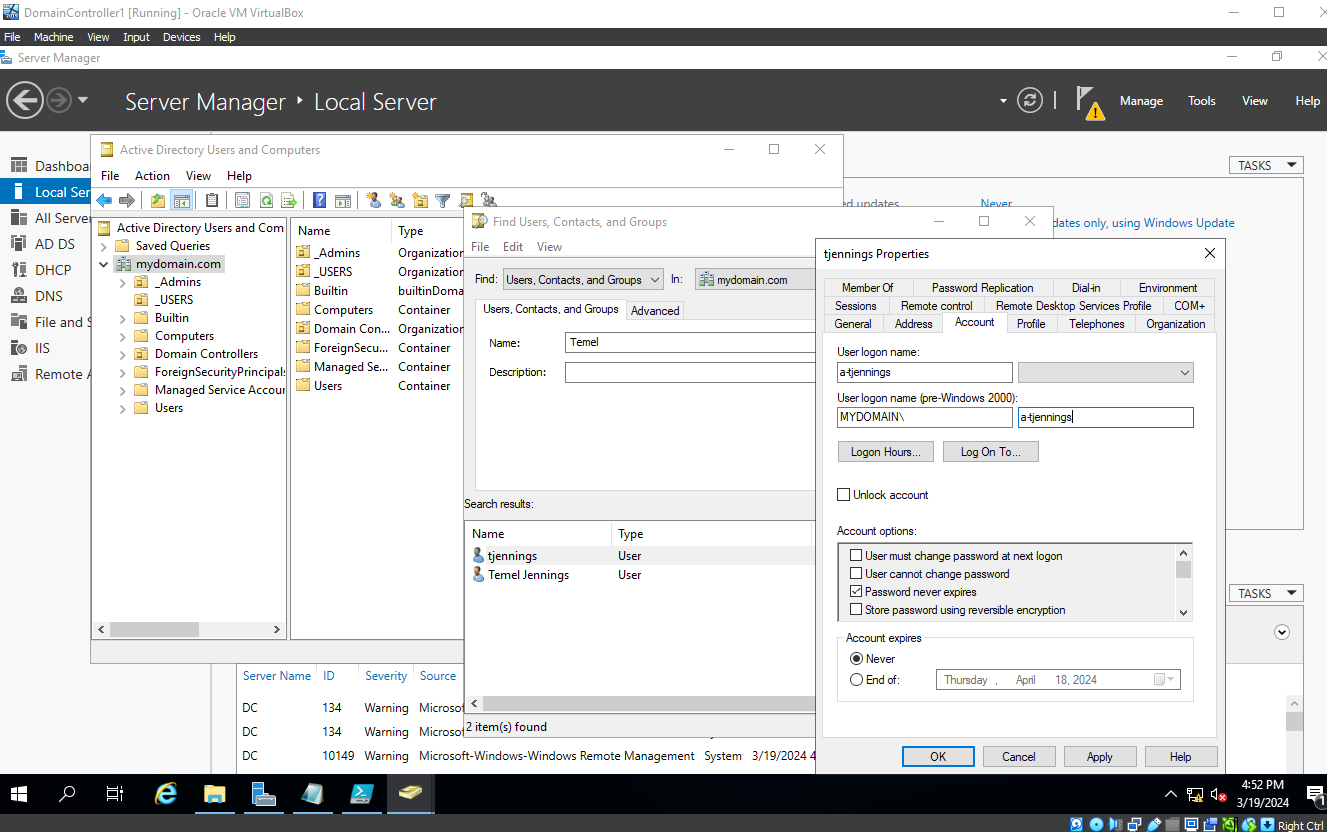 DomainController1 [Running] - Oracle VM VirtualBox
File Machine View Input Devices Help
Server Manager
Server Manager ‣ Local Server
Manage Tools View Help
Dashboa
Local Ser
All Server
AD DS
DHCP
DNS
File and S
IIS
Remote A
TASKS
ed updates
Never
dates only, using Windows Update
Active Directory Users and Computers
File Action View Help
Active Directory Users and Com
Saved Queries
mydomain.com
_Admins
_USERS
Builtin
Computers
Domain Controllers
ForeignSecurityPrincipals
Managed Service Accour
Users
Name Type
_Admins Organization
_USERS Organization
Builtin builtinDoma
Computers Container
Domain Con... Organization
ForeignSecu... Container
Managed Se... Container
Users Container
Find Users, Contacts, and Groups
File Edit View
Find: Users, Contacts, and Groups In: mydomain.com
Users, Contacts, and Groups Advanced
Name: Temel
Description:
Search results:
Name Type
tjennings User
Temel Jennings User
2 item(s) found
tjennings Properties
Member Of Password Replication Dial-in Environment
Sessions Remote control Remote Desktop Services Profile COM+
General Address Account Profile Telephones Organization
User logon name:
a-tjennings
User logon name (pre-Windows 2000):
MYDOMAIN\ a-tjennings
Logon Hours... Log On To...
Unlock account
Account options:
User must change password at next logon
User cannot change password
Password never expires
Store password using reversible encryption
Account expires
Never
End of: Thursday , April 18, 2024
OK Cancel Apply Help
TASKS
Server Name ID Severity Source
DC 134 Warning Microsof
DC 134 Warning Microsof
DC 10149 Warning Microsoft-Windows-Windows Remote Management System 3/19/2024 4
4:52 PM
3/19/2024
1
Right Ctrl